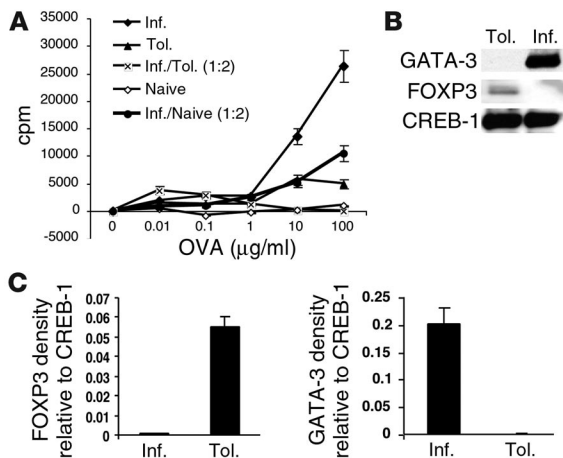 A
35000
30000
25000
20000
15000
10000
5000
0
-5000
cpm
Inf.
Tol.
Inf./Tol. (1:2)
Naive
Inf./Naive (1:2)
0 0.01 0.1 1 10 100
OVA (μg/ml)
B
Tol. Inf.
GATA-3
FOXP3
CREB-1
C
FOXP3 density
relative to CREB-1
0.07
0.06
0.05
0.04
0.03
0.02
0.01
0
Inf. Tol.
GATA-3 density
relative to CREB-1
0.25
0.2
0.15
0.1
0.05
0
Inf. Tol.